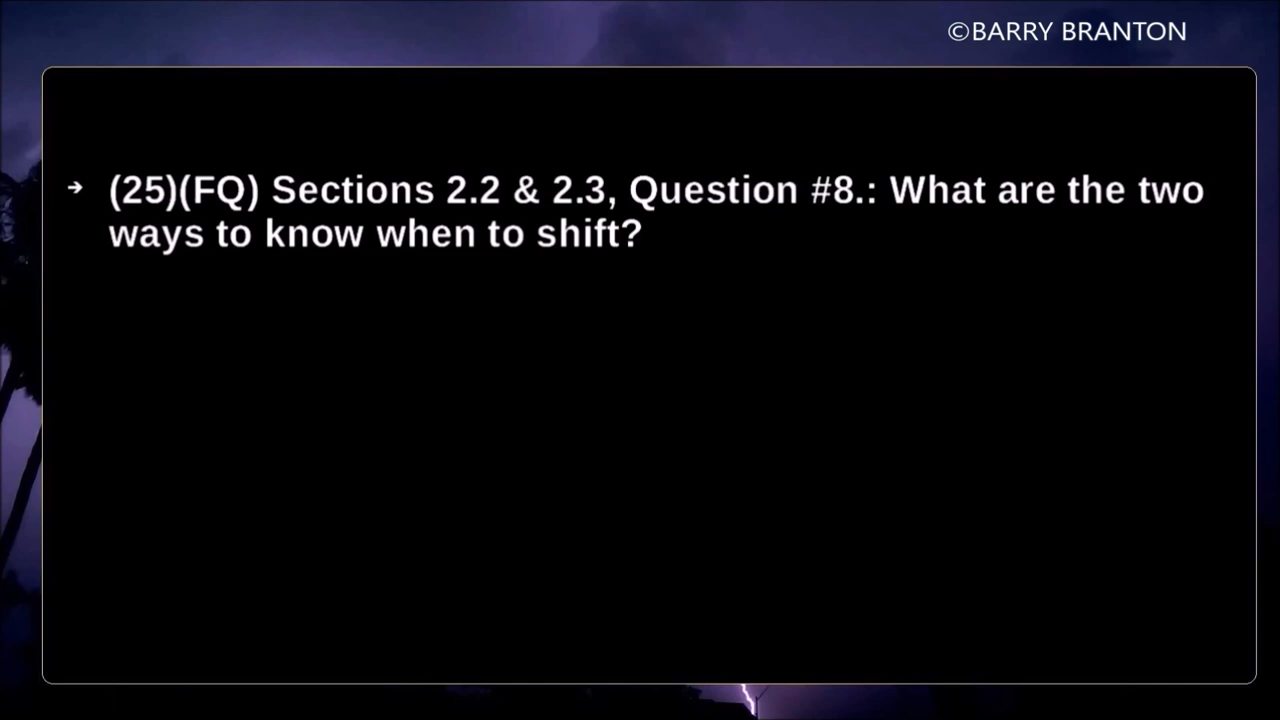 ©BARRY BRANTON
➔ (25)(FQ) Sections 2.2 & 2.3, Question #8.: What are the two
ways to know when to shift?